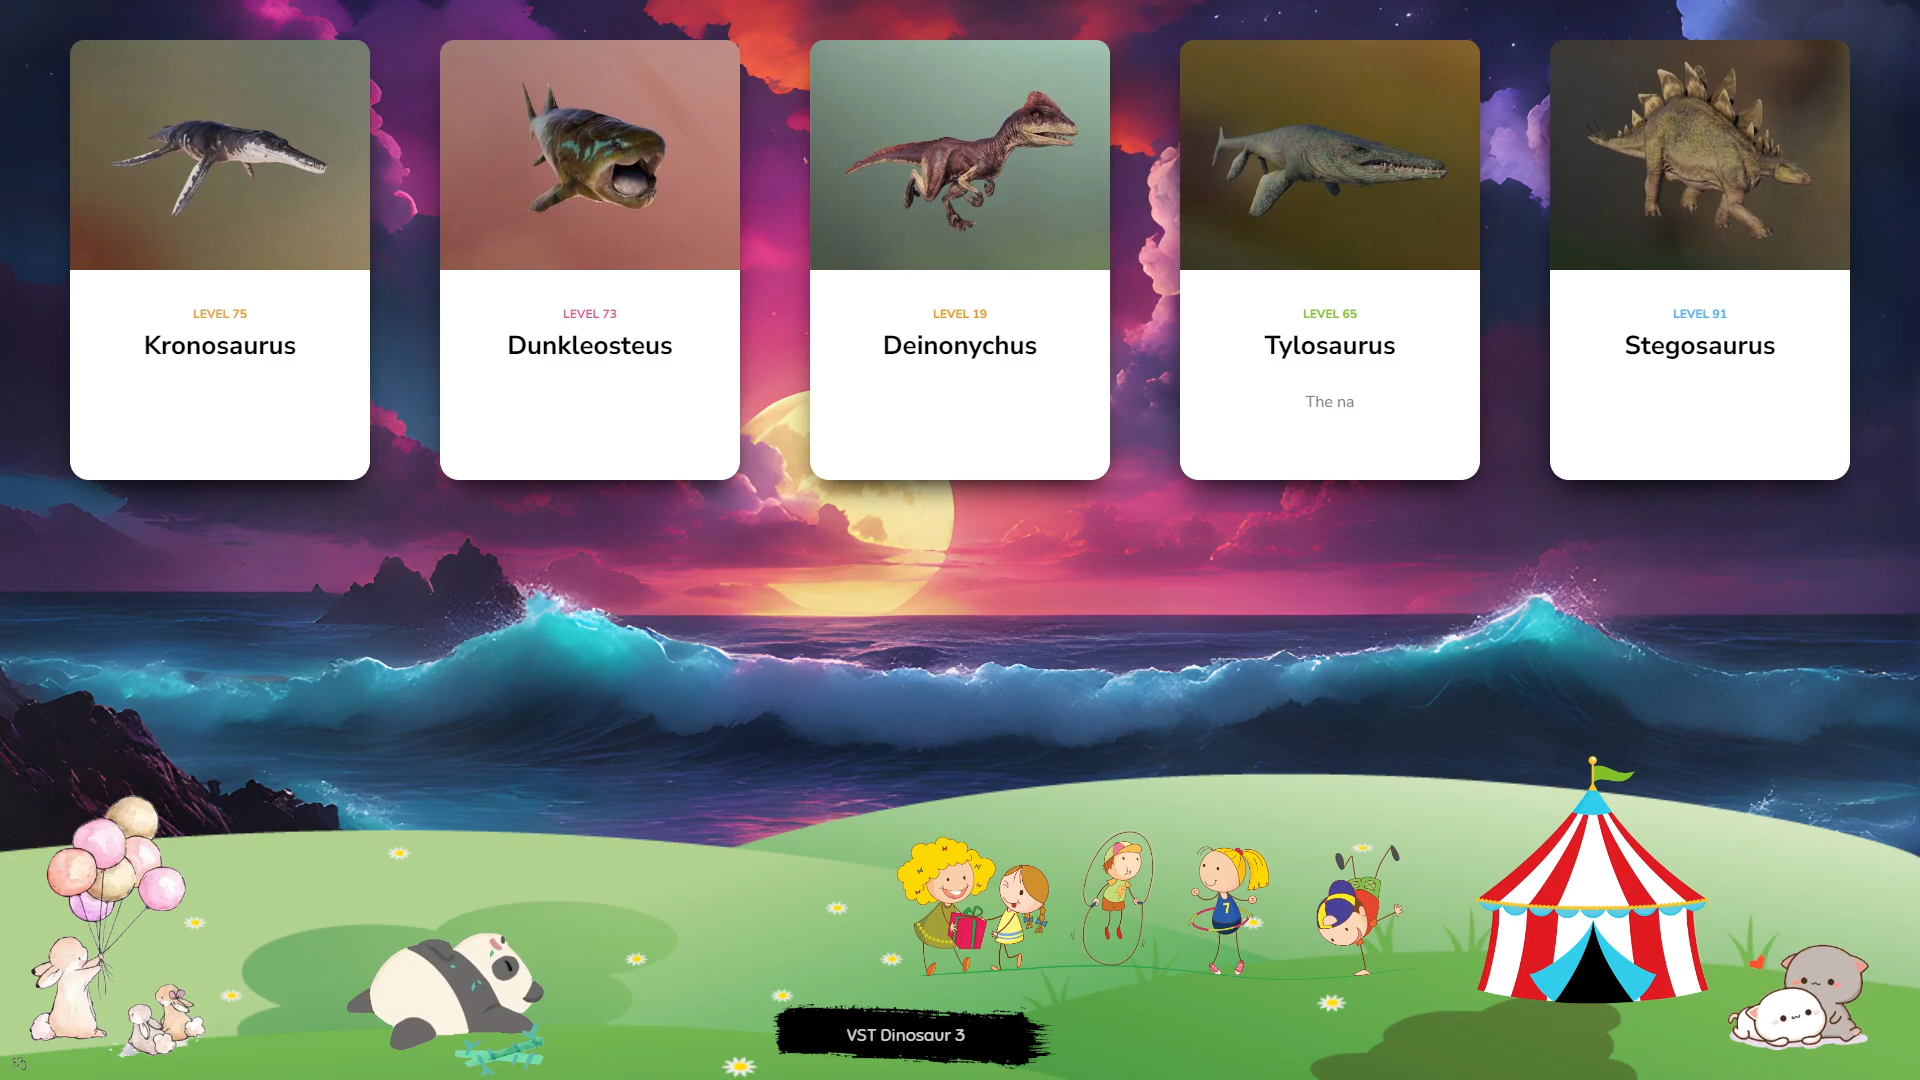 LEVEL 75
Kronosaurus
LEVEL 73
Dunkleosteus
LEVEL 19
Deinonychus
LEVEL 65
Tylosaurus
The na
LEVEL 91
Stegosaurus
7
VST Dinosaur 3